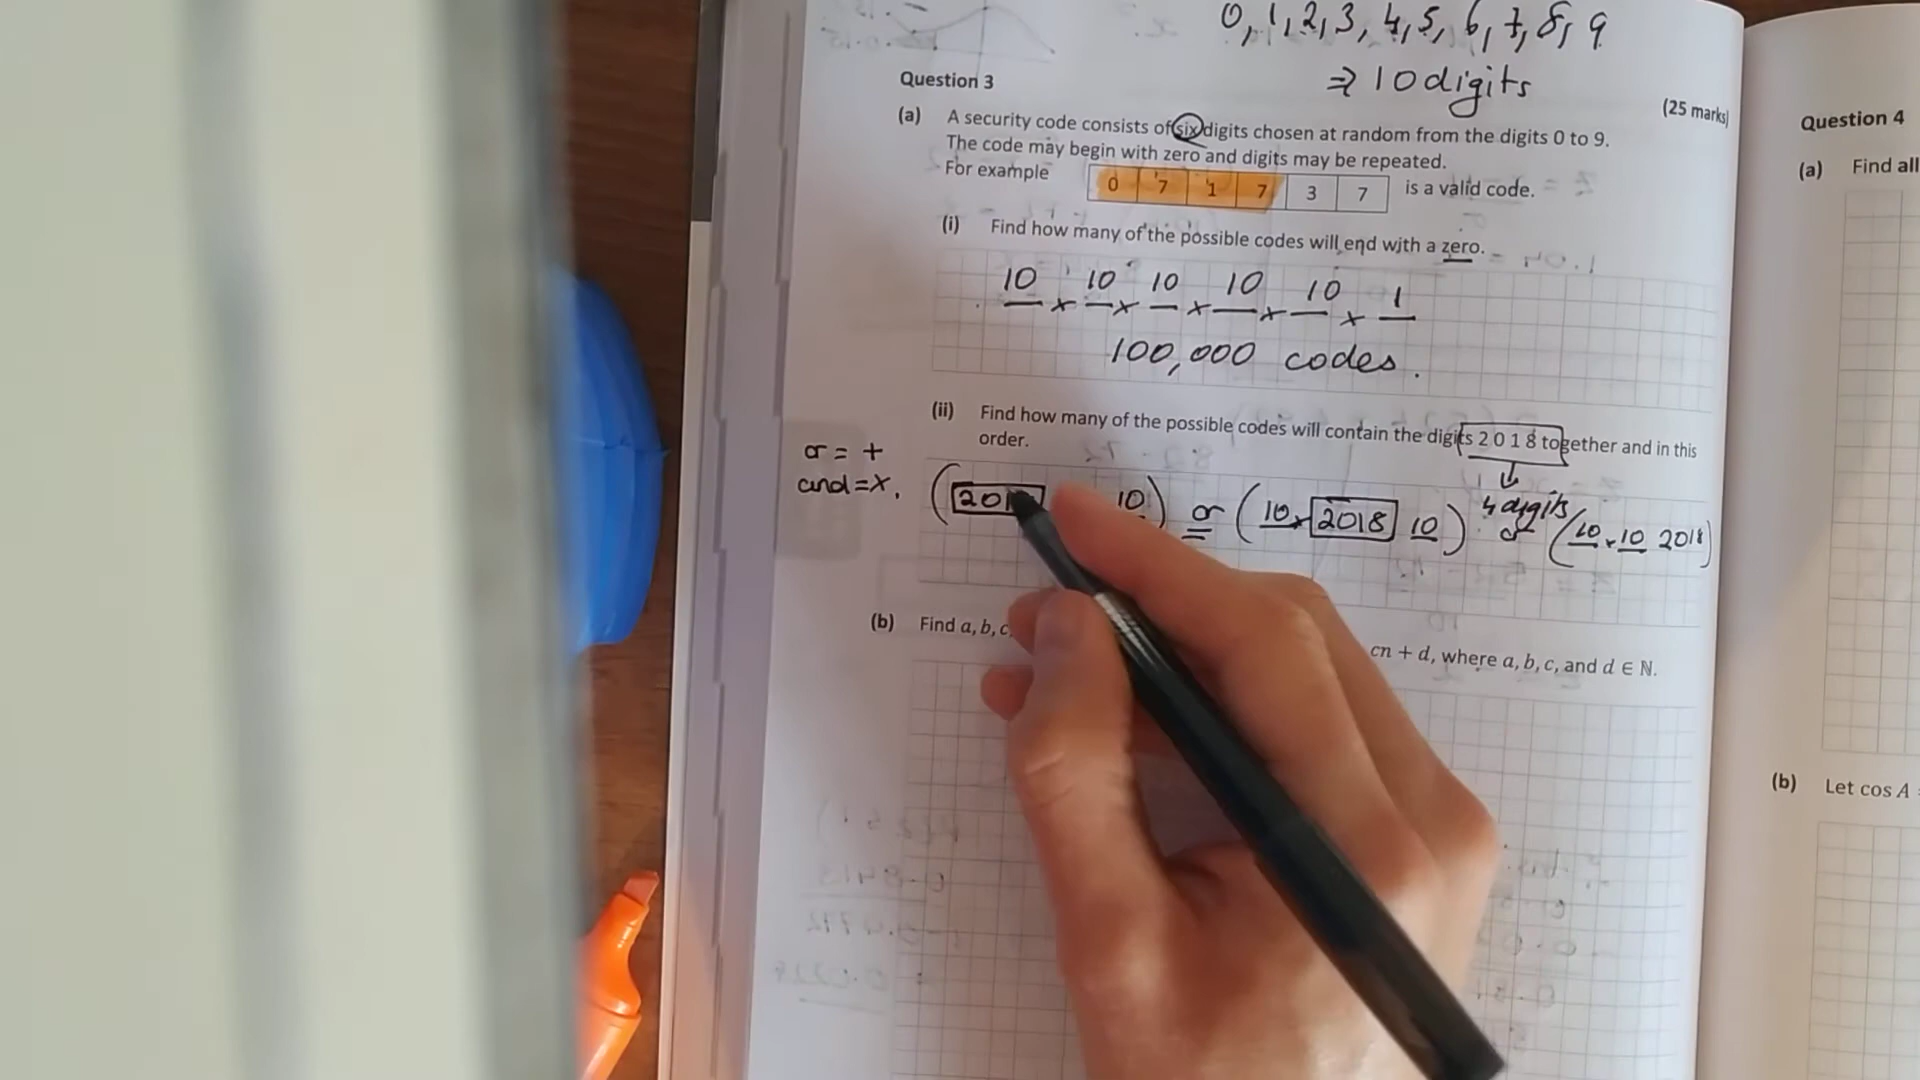 0, 1, 2, 3, 4, 5, 6, 7, 8, 9
⇒ 10 digits
Question 3
(25 marks)
(a) A security code consists of six digits chosen at random from the digits 0 to 9.
The code may begin with zero and digits may be repeated.
For example 0 7 1 7 3 7 is a valid code.
(i) Find how many of the possible codes will end with a zero.
10 × 10 × 10 × 10 × 10 × 1
100,000 codes.
(ii) Find how many of the possible codes will contain the digits 2 0 1 8 together and in this
order.
or = +
and = x.
4 digits
( 201 10 ) or ( 10 × 2018 10 ) or ( 10 × 10 2018 )
(b) Find a, b, c,
cn + d, where a, b, c, and d ∈ ℕ.
Question 4
(a) Find all
(b) Let cos A